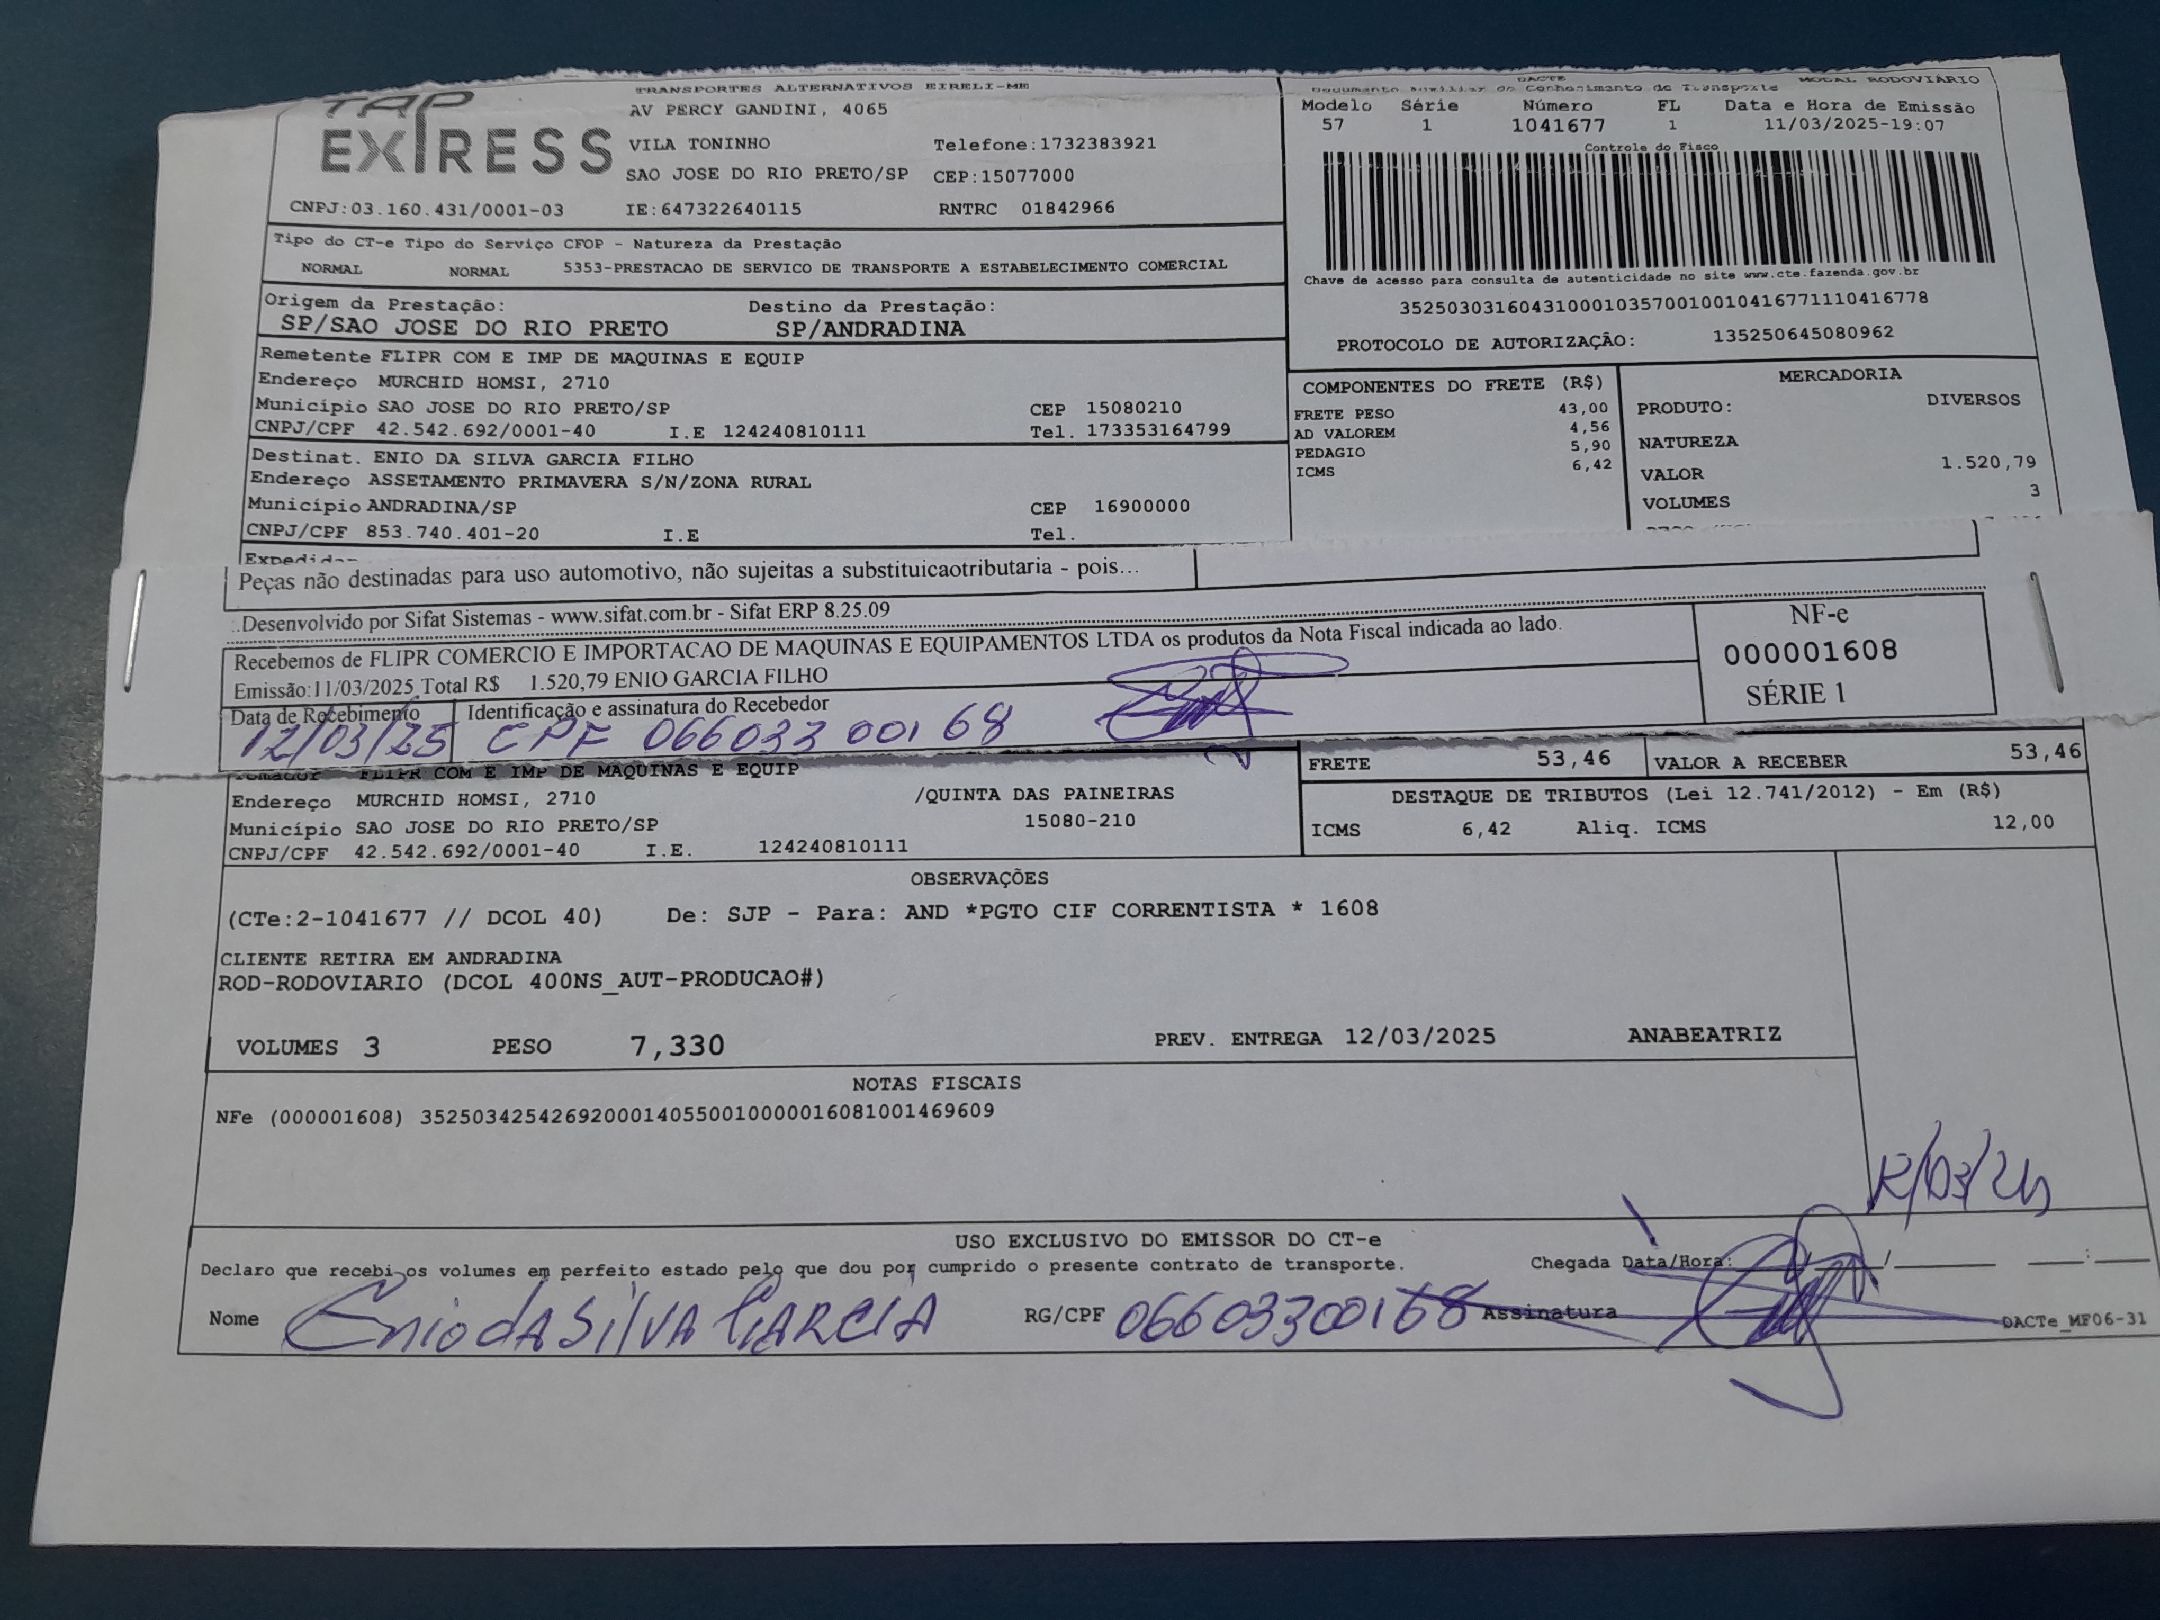 TAP
EXPRESS
TRANSPORTES ALTERNATIVOS EIRELI-ME
AV PERCY GANDINI, 4065
VILA TONINHO Telefone:1732383921
SAO JOSE DO RIO PRETO/SP CEP:15077000
CNPJ:03.160.431/0001-03 IE:647322640115 RNTRC 01842966
DACTE MODAL RODOVIÁRIO
Documento Auxiliar do Conhecimento de Transporte
Modelo Série Número FL Data e Hora de Emissão
57 1 1041677 1 11/03/2025-19:07
Controle do Fisco
Chave de acesso para consulta de autenticidade no site www.cte.fazenda.gov.br
35250303160431000103570010010416771110416778
PROTOCOLO DE AUTORIZAÇÃO: 135250645080962
Tipo do CT-e Tipo do Serviço CFOP - Natureza da Prestação
NORMAL NORMAL 5353-PRESTACAO DE SERVICO DE TRANSPORTE A ESTABELECIMENTO COMERCIAL
Origem da Prestação: Destino da Prestação:
SP/SAO JOSE DO RIO PRETO SP/ANDRADINA
Remetente FLIPR COM E IMP DE MAQUINAS E EQUIP
Endereço MURCHID HOMSI, 2710
Município SAO JOSE DO RIO PRETO/SP CEP 15080210
CNPJ/CPF 42.542.692/0001-40 I.E 124240810111 Tel. 173353164799
Destinat. ENIO DA SILVA GARCIA FILHO
Endereço ASSETAMENTO PRIMAVERA S/N/ZONA RURAL
Município ANDRADINA/SP CEP 16900000
CNPJ/CPF 853.740.401-20 I.E Tel.
COMPONENTES DO FRETE (R$)
FRETE PESO 43,00
AD VALOREM 4,56
PEDAGIO 5,90
ICMS 6,42
MERCADORIA
PRODUTO: DIVERSOS
NATUREZA
VALOR 1.520,79
VOLUMES 3
Peças não destinadas para uso automotivo, não sujeitas a substituicaotributaria - pois...
.:Desenvolvido por Sifat Sistemas - www.sifat.com.br - Sifat ERP 8.25.09
Recebemos de FLIPR COMERCIO E IMPORTACAO DE MAQUINAS E EQUIPAMENTOS LTDA os produtos da Nota Fiscal indicada ao lado.
Emissão:11/03/2025 Total R$ 1.520,79 ENIO GARCIA FILHO
NF-e
000001608
SÉRIE 1
Data de Recebimento Identificação e assinatura do Recebedor
12/03/25 CPF 066033 001 68
Tomador FLIPR COM E IMP DE MAQUINAS E EQUIP
Endereço MURCHID HOMSI, 2710 /QUINTA DAS PAINEIRAS
Município SAO JOSE DO RIO PRETO/SP 15080-210
CNPJ/CPF 42.542.692/0001-40 I.E. 124240810111
FRETE 53,46 VALOR A RECEBER 53,46
DESTAQUE DE TRIBUTOS (Lei 12.741/2012) - Em (R$)
ICMS 6,42 Aliq. ICMS 12,00
OBSERVAÇÕES
(CTe:2-1041677 // DCOL 40) De: SJP - Para: AND *PGTO CIF CORRENTISTA * 1608
CLIENTE RETIRA EM ANDRADINA
ROD-RODOVIARIO (DCOL 400NS_AUT-PRODUCAO#)
VOLUMES 3 PESO 7,330 PREV. ENTREGA 12/03/2025 ANABEATRIZ
NOTAS FISCAIS
NFe (000001608) 35250342542692000140550010000016081001469609
12/03/25
USO EXCLUSIVO DO EMISSOR DO CT-e
Declaro que recebi os volumes em perfeito estado pelo que dou por cumprido o presente contrato de transporte. Chegada Data/Hora: / :
Nome Enio dA SilVA GARCIA RG/CPF 06603300168 Assinatura
DACTe_MF06-31